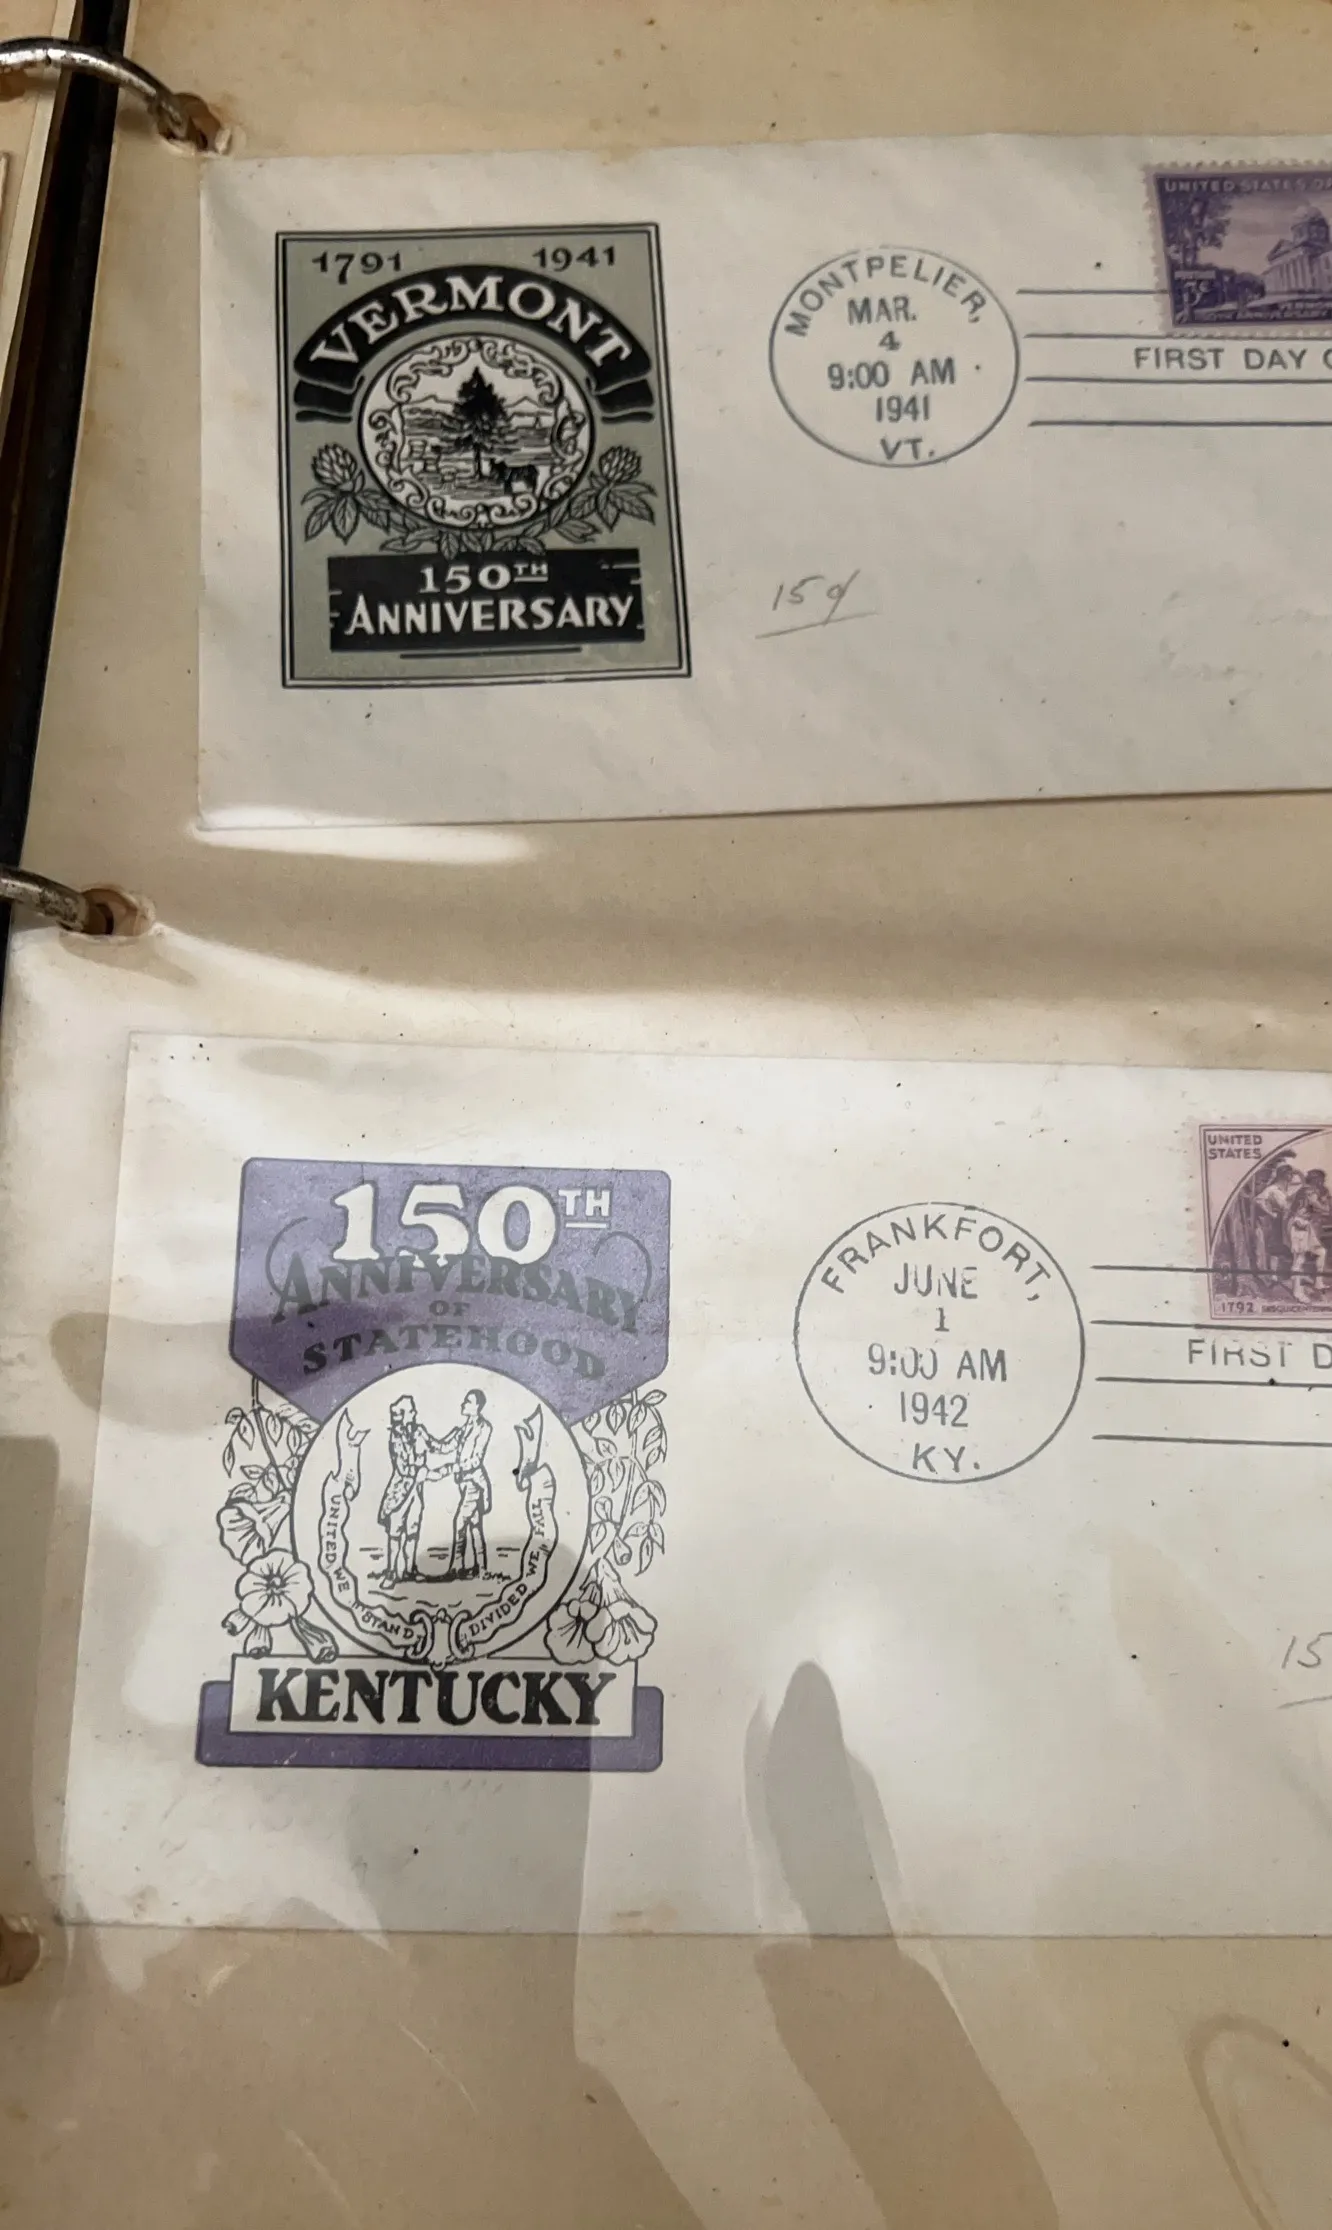 1791 1941
VERMONT
150TH
ANNIVERSARY
MONTPELIER,
MAR.
4
9:00 AM
1941
VT.
UNITED STATES
POSTAGE
3¢
FIRST DAY
15¢
150TH
ANNIVERSARY
OF
STATEHOOD
UNITED WE STAND DIVIDED WE FALL
KENTUCKY
FRANKFORT,
JUNE
1
9:00 AM
1942
KY.
UNITED
STATES
1792
FIRST D
15